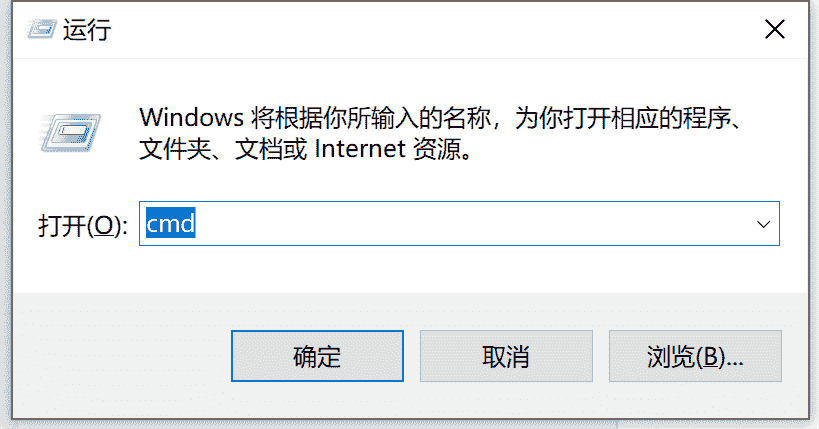 运行
Windows 将根据你所输入的名称，为你打开相应的程序、
文件夹、文档或 Internet 资源。
打开(O):
cmd
确定
取消
浏览(B)...